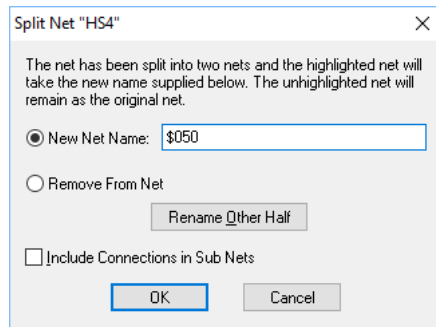 Split Net "HS4"
The net has been split into two nets and the highlighted net will
take the new name supplied below. The unhighlighted net will
remain as the original net.
New Net Name: $050
Remove From Net
Rename Other Half
Include Connections in Sub Nets
OK Cancel